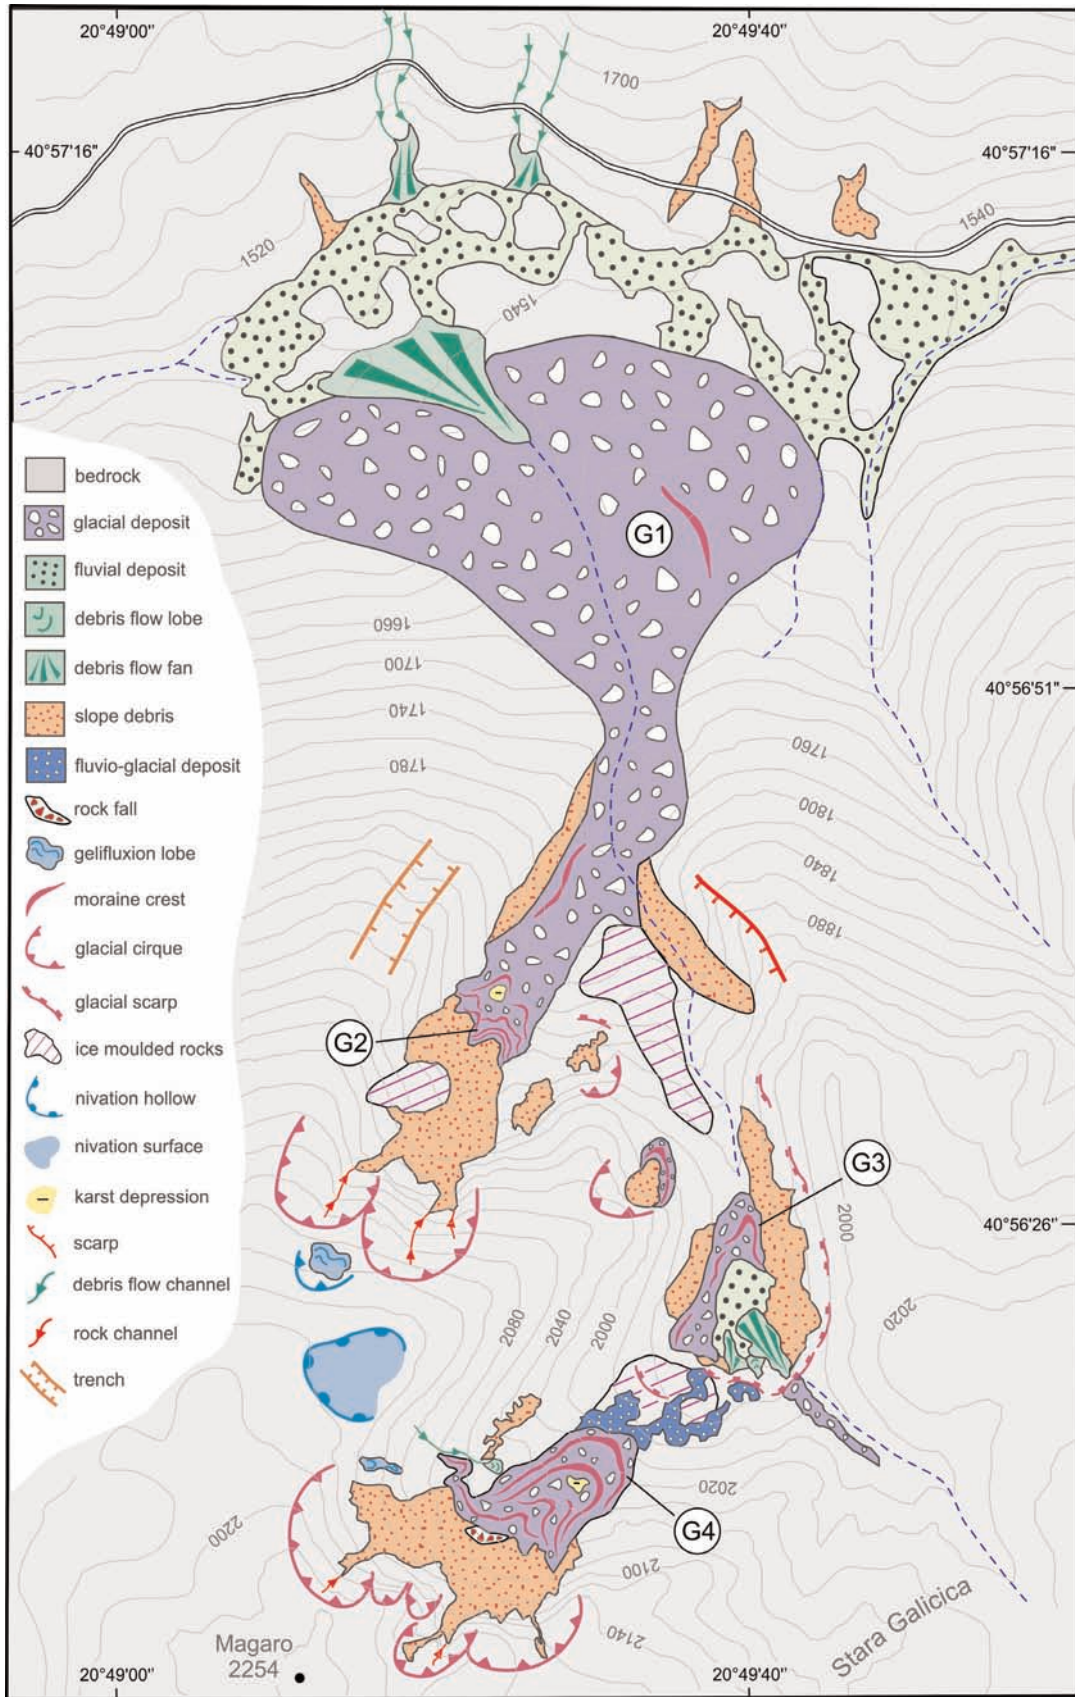 20°49'00''
20°49'40''
1700
40°57'16''
40°57'16''
1540
1520
1540
bedrock
glacial deposit
G1
fluvial deposit
debris flow lobe
1660
debris flow fan
1700
40°56'51''
slope debris
1740
1760
fluvio-glacial deposit
1780
rock fall
1800
gelifluxion lobe
1840
moraine crest
1880
glacial cirque
glacial scarp
ice moulded rocks
G2
nivation hollow
nivation surface
G3
karst depression
2000
40°56'26''
scarp
debris flow channel
2020
2080
2040
2000
rock channel
trench
2020
2200
G4
2100
Stara Galicica
2140
Magaro
2254
20°49'00''
20°49'40''